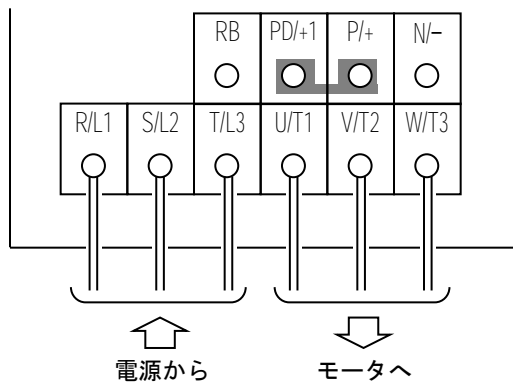 RB PD/+1 P/+ N/−
R/L1 S/L2 T/L3 U/T1 V/T2 W/T3
電源から モータへ